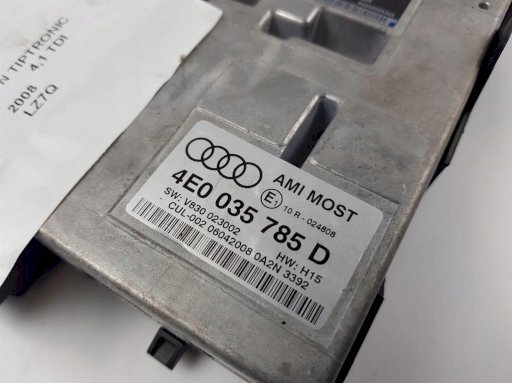 N TIPTRONIC
4,1 TDI
2008
LZ7Q
AMI MOST
E1 10 R - 024808
4E0 035 785 D
SW: V830 023002
HW: H15
CUL-002 06042008 0A2N 3392